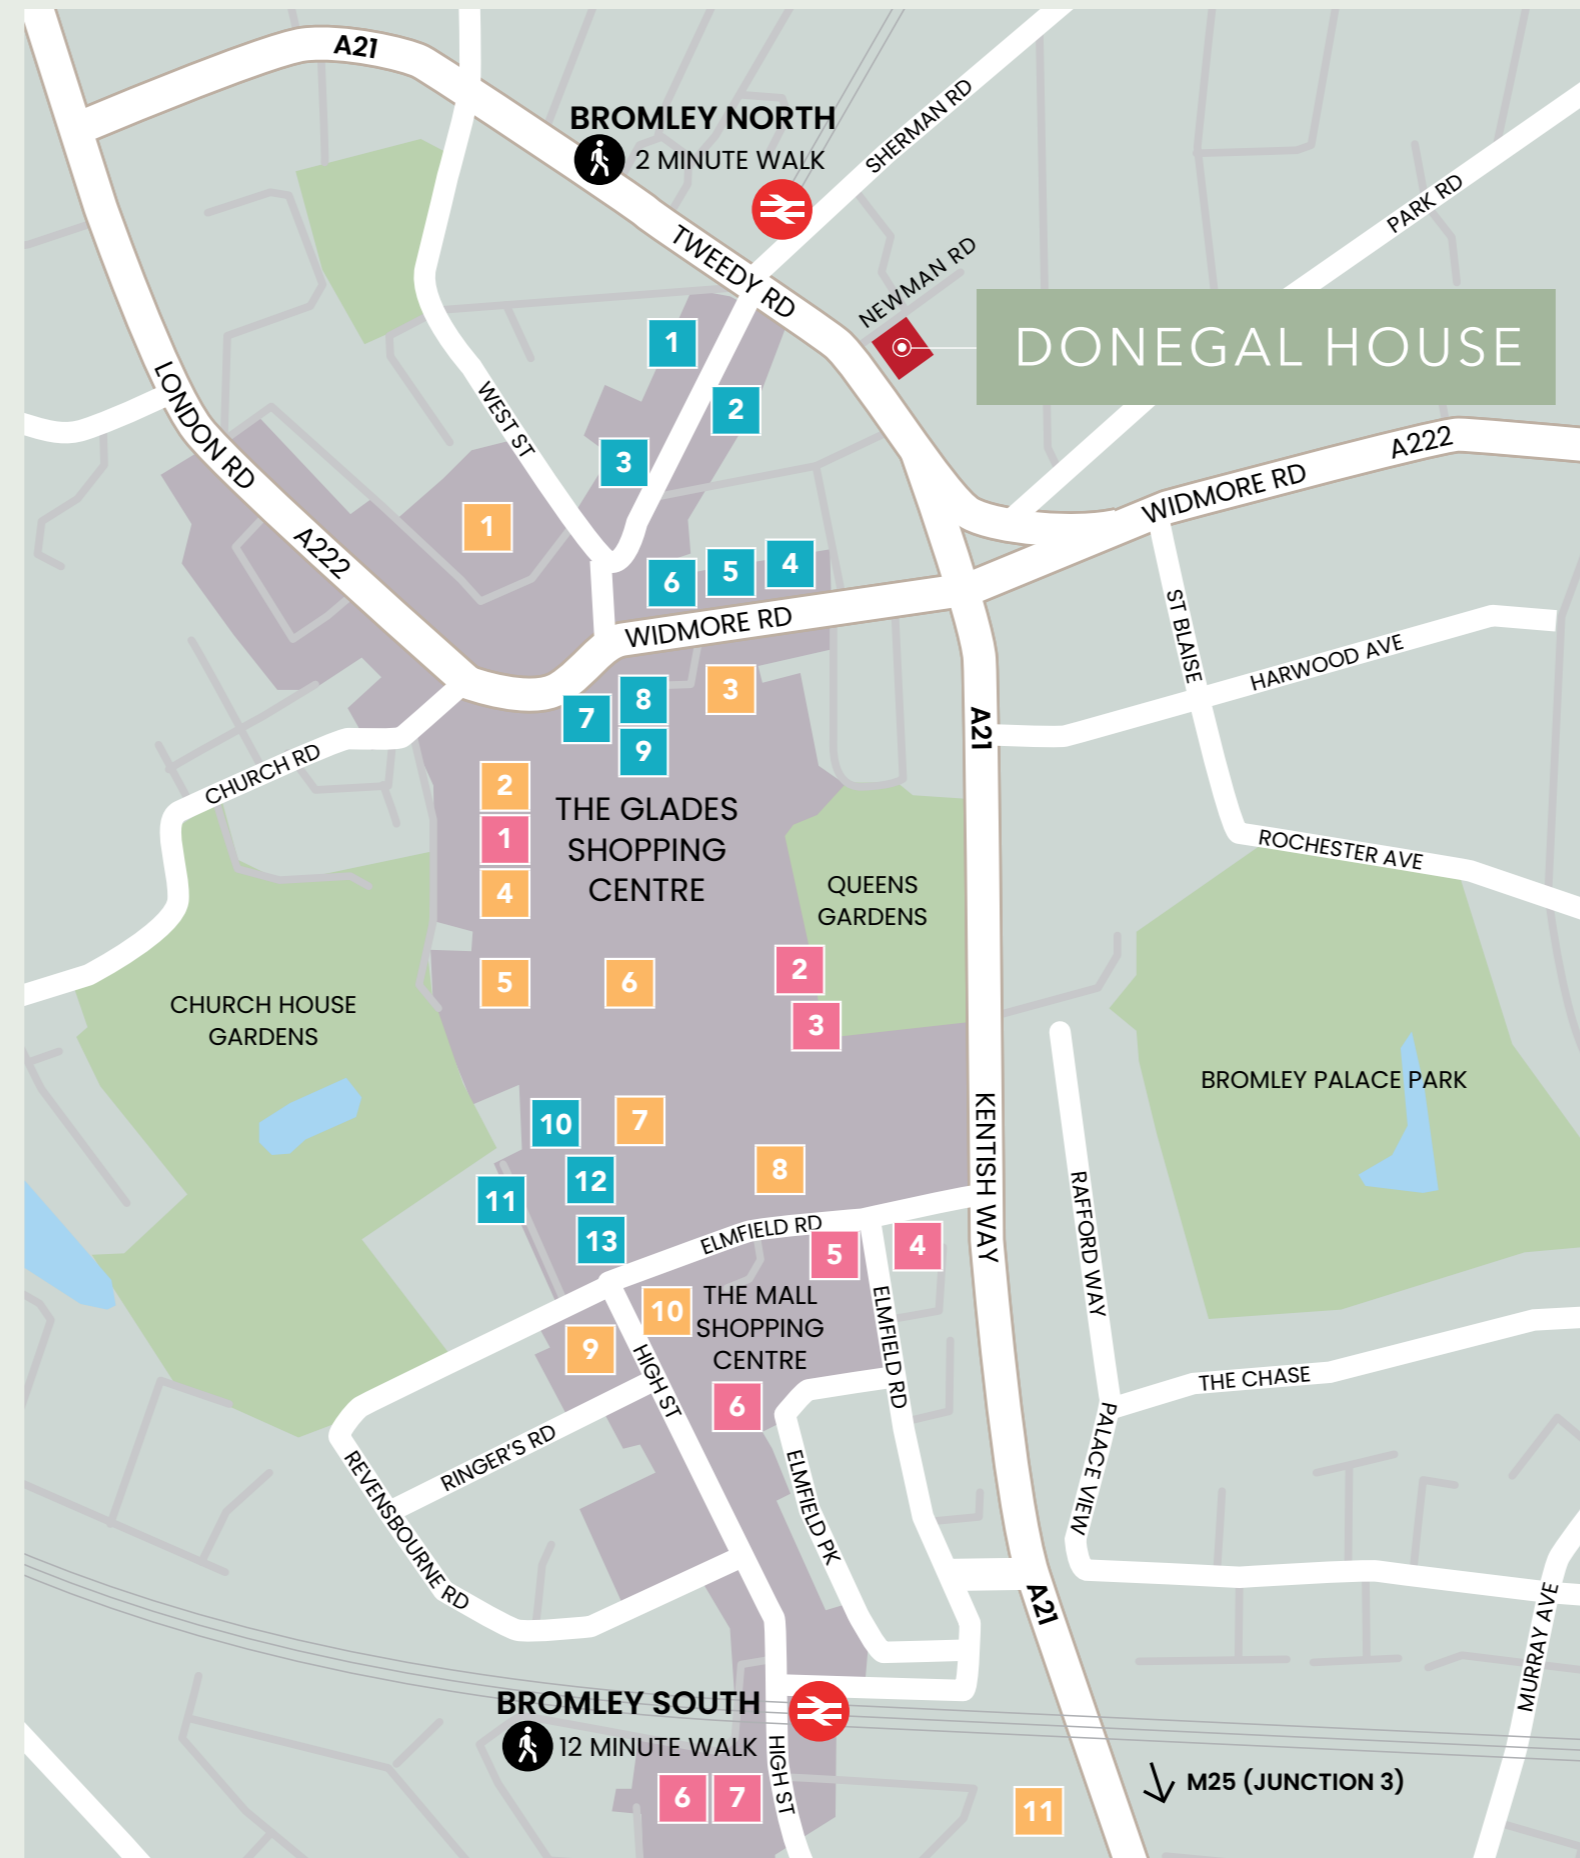 A21
BROMLEY NORTH
2 MINUTE WALK
SHERMAN RD
PARK RD
TWEEDY RD
NEWMAN RD
DONEGAL HOUSE
1
2
3
WEST ST
LONDON RD
A222
1
A222
WIDMORE RD
6
5
4
WIDMORE RD
ST BLAISE
HARWOOD AVE
3
8
7
9
A21
CHURCH RD
2
1
4
THE GLADES
SHOPPING
CENTRE
ROCHESTER AVE
QUEENS
GARDENS
5
6
2
3
CHURCH HOUSE
GARDENS
BROMLEY PALACE PARK
10
7
12
11
13
8
KENTISH WAY
RAFFORD WAY
ELMFIELD RD
5
4
10
THE MALL
SHOPPING
CENTRE
9
HIGH ST
ELMFIELD RD
6
THE CHASE
RINGER'S RD
REVENSBOURNE RD
ELMFIELD PK
PALACE VIEW
A21
MURRAY AVE
BROMLEY SOUTH
12 MINUTE WALK
HIGH ST
6
7
11
M25 (JUNCTION 3)